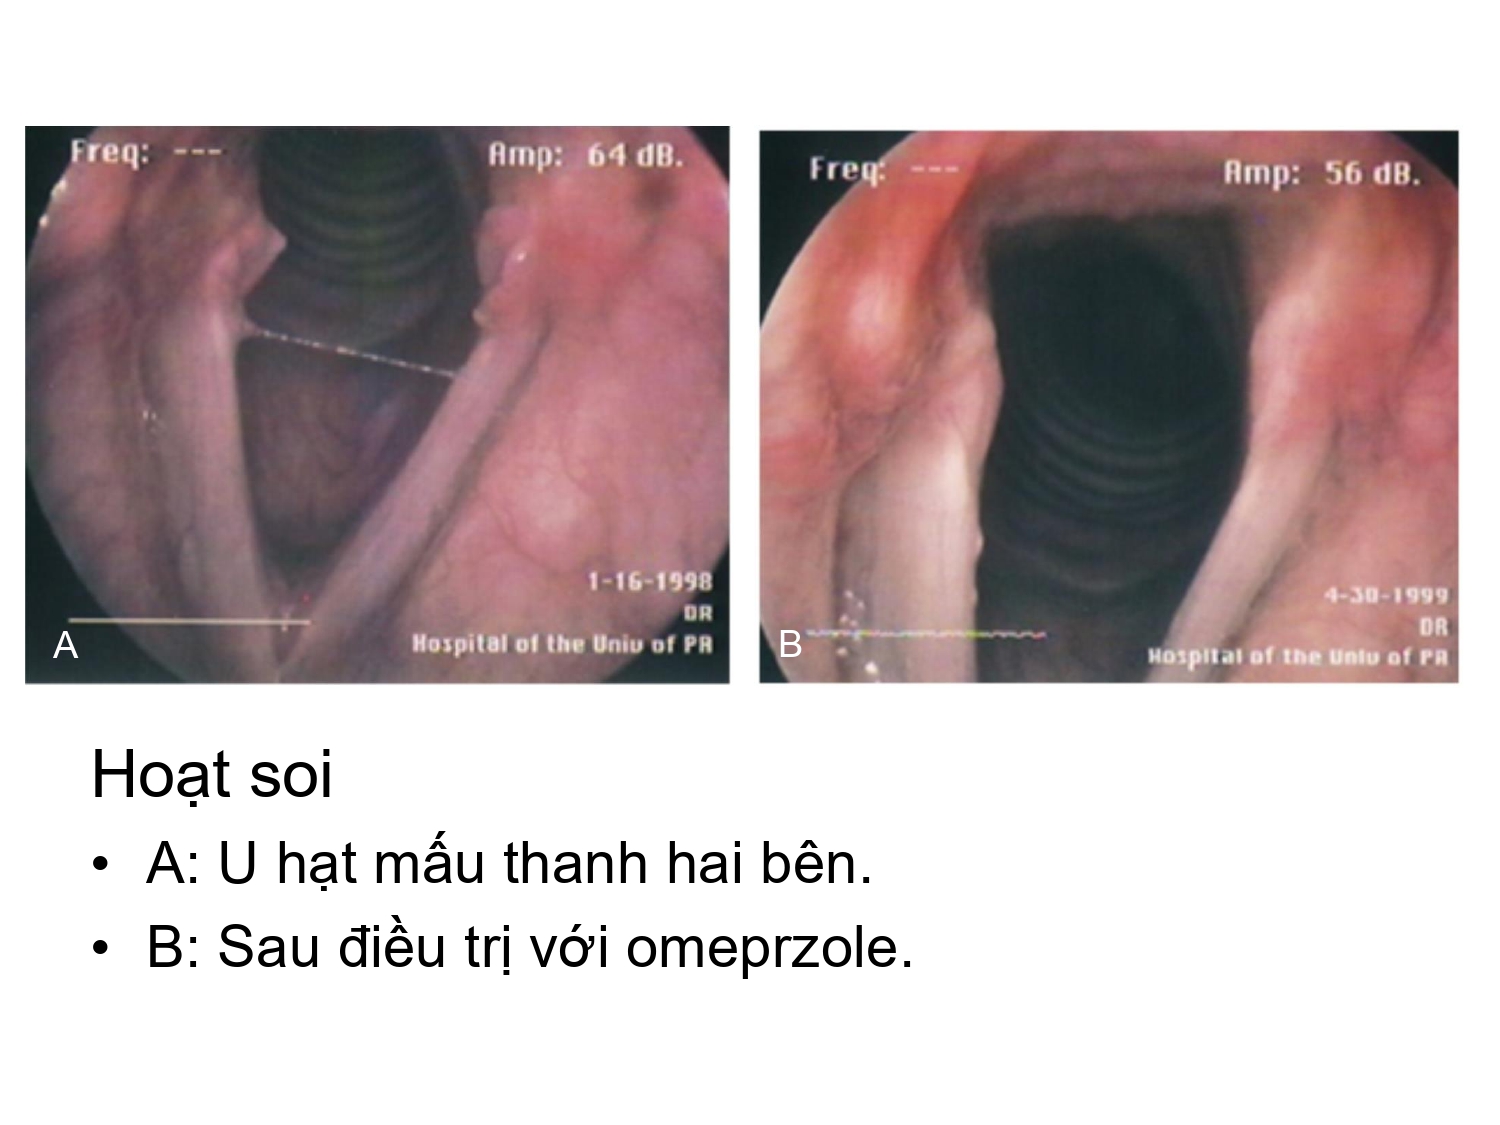 Freq: ---
Amp: 64 dB.
1-16-1998
DR
Hospital of the Univ of PA
A
Freq: ---
Amp: 56 dB.
4-30-1999
DR
Hospital of the Univ of PA
B
Hoạt soi
• A: U hạt mấu thanh hai bên.
• B: Sau điều trị với omeprzole.